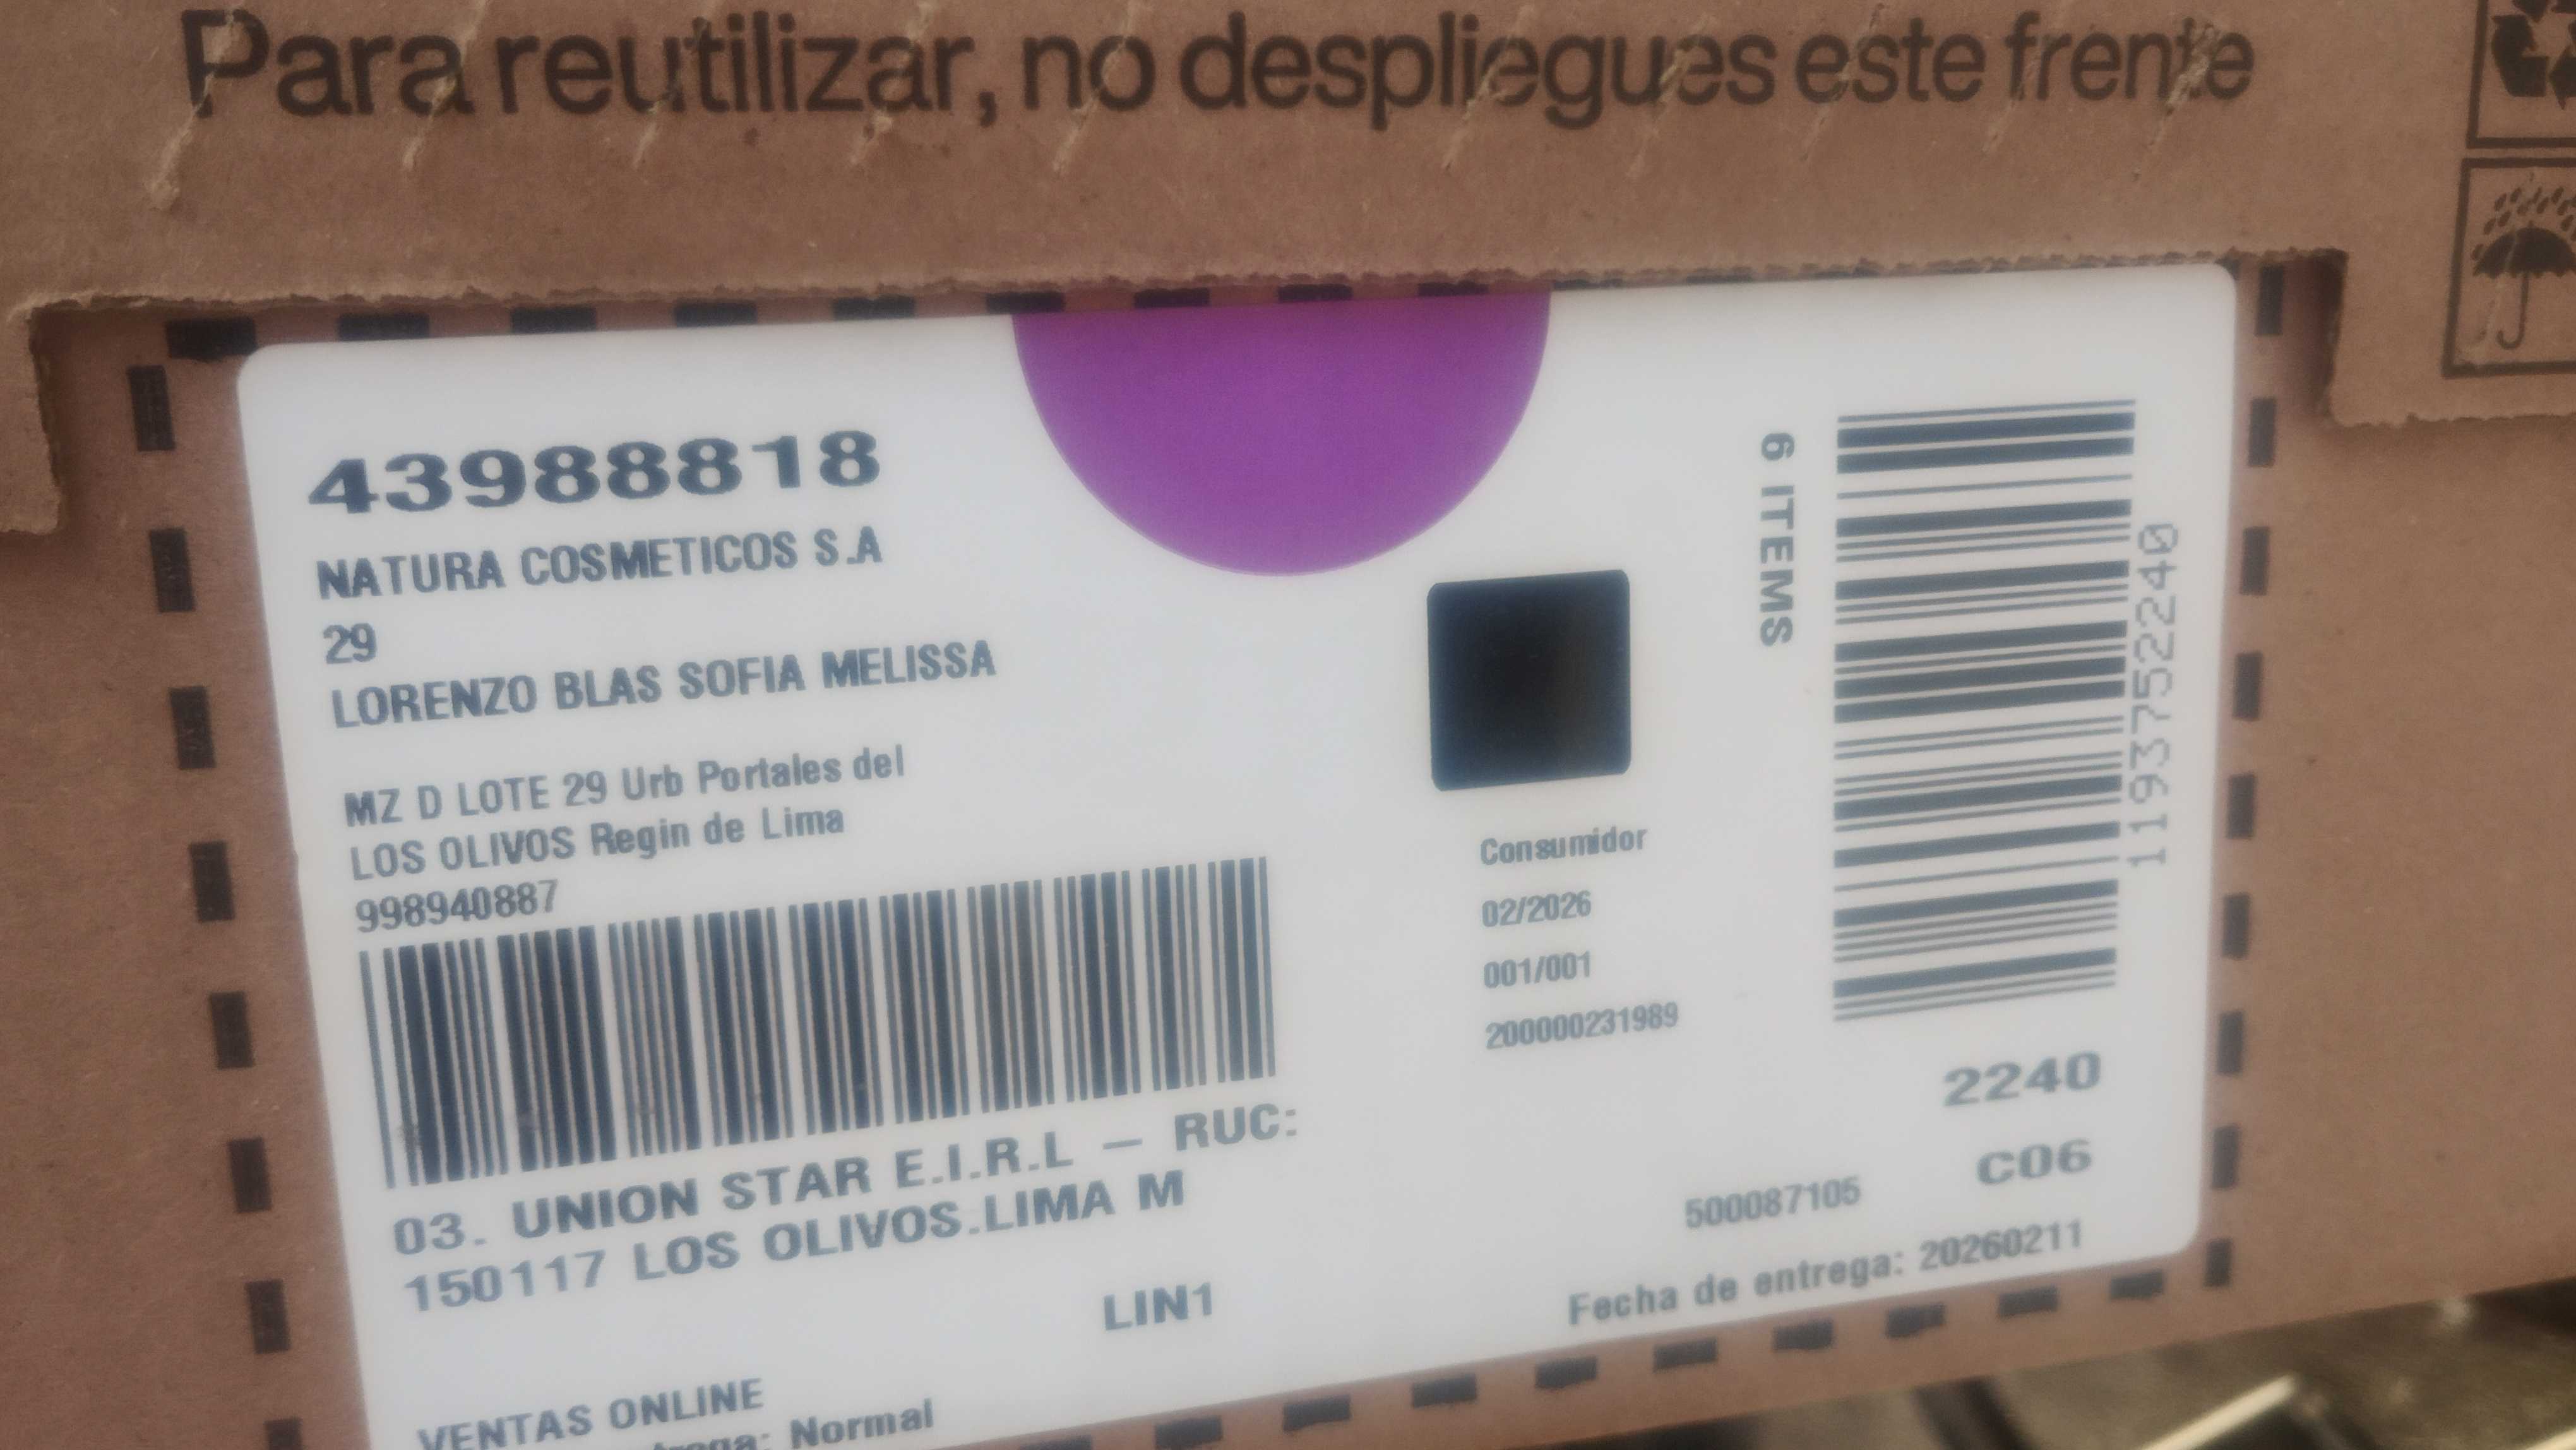 Para reutilizar, no despliegues este frente
43988818
NATURA COSMETICOS S.A
29
LORENZO BLAS SOFIA MELISSA
MZ D LOTE 29 Urb Portales del
LOS OLIVOS Regin de Lima
998940887
03. UNION STAR E.I.R.L – RUC:
150117 LOS OLIVOS.LIMA M
LIN1
VENTAS ONLINE
Normal
6 ITEMS
1193752240
Consumidor
02/2026
001/001
200000231989
2240
C06
500087105
Fecha de entrega: 20260211